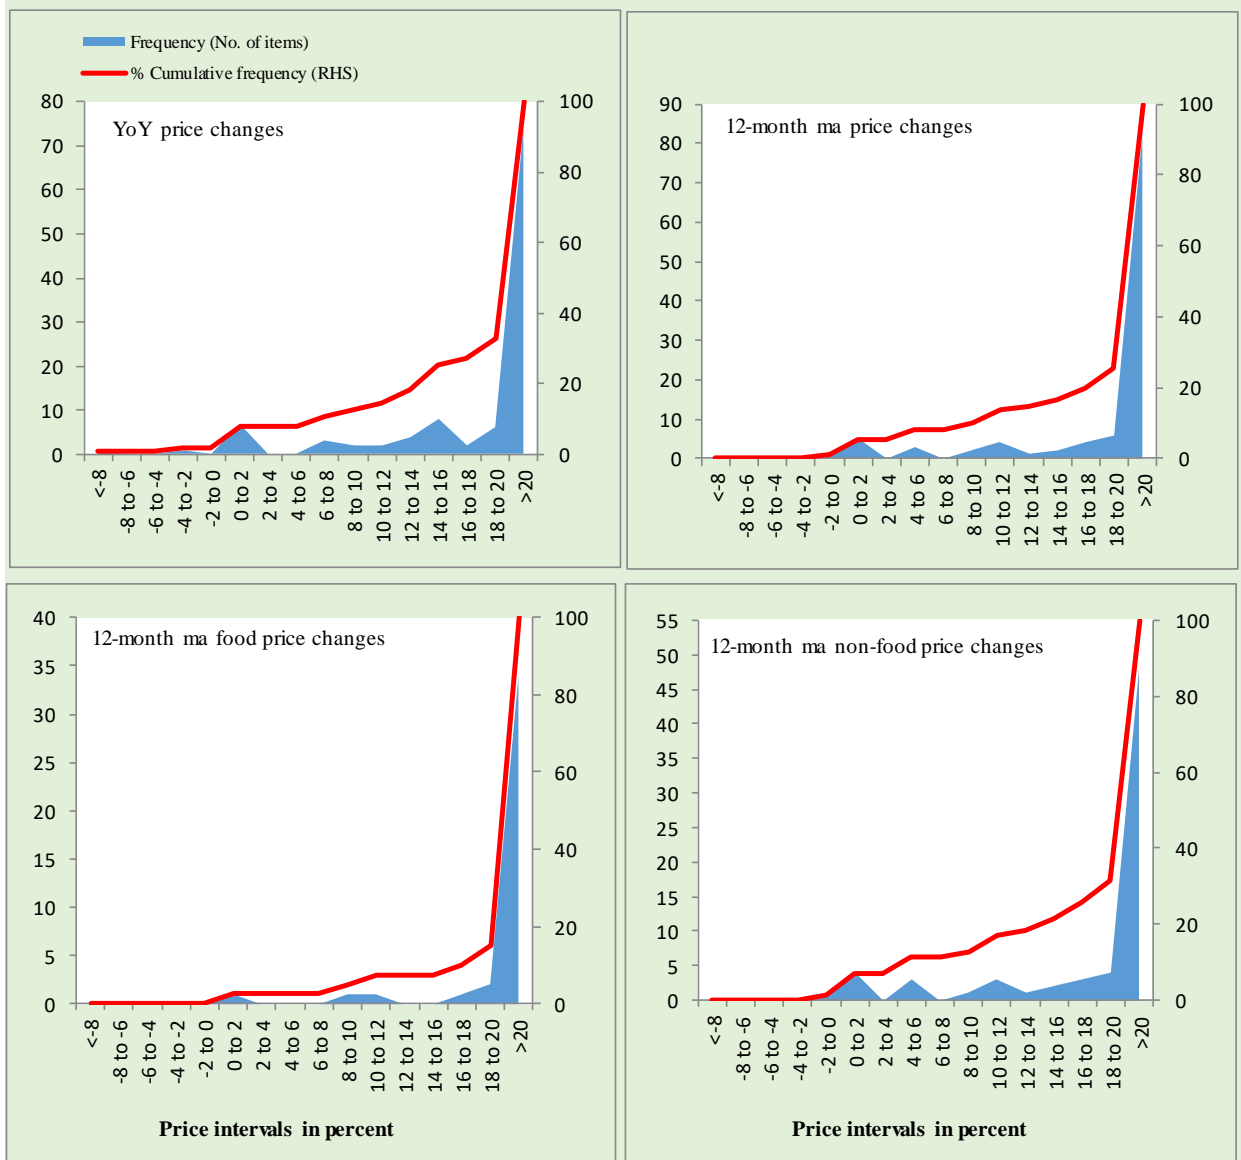 Frequency (No. of items)
% Cumulative frequency (RHS)
YoY price changes
80
70
60
50
40
30
20
10
0
100
80
60
40
20
0
<-8
-8 to -6
-6 to -4
-4 to -2
-2 to 0
0 to 2
2 to 4
4 to 6
6 to 8
8 to 10
10 to 12
12 to 14
14 to 16
16 to 18
18 to 20
>20
12-month ma price changes
90
80
70
60
50
40
30
20
10
0
100
80
60
40
20
0
<-8
-8 to -6
-6 to -4
-4 to -2
-2 to 0
0 to 2
2 to 4
4 to 6
6 to 8
8 to 10
10 to 12
12 to 14
14 to 16
16 to 18
18 to 20
>20
12-month ma food price changes
40
35
30
25
20
15
10
5
0
100
80
60
40
20
0
<-8
-8 to -6
-6 to -4
-4 to -2
-2 to 0
0 to 2
2 to 4
4 to 6
6 to 8
8 to 10
10 to 12
12 to 14
14 to 16
16 to 18
18 to 20
>20
Price intervals in percent
12-month ma non-food price changes
55
50
45
40
35
30
25
20
15
10
5
0
100
80
60
40
20
0
<-8
-8 to -6
-6 to -4
-4 to -2
-2 to 0
0 to 2
2 to 4
4 to 6
6 to 8
8 to 10
10 to 12
12 to 14
14 to 16
16 to 18
18 to 20
>20
Price intervals in percent